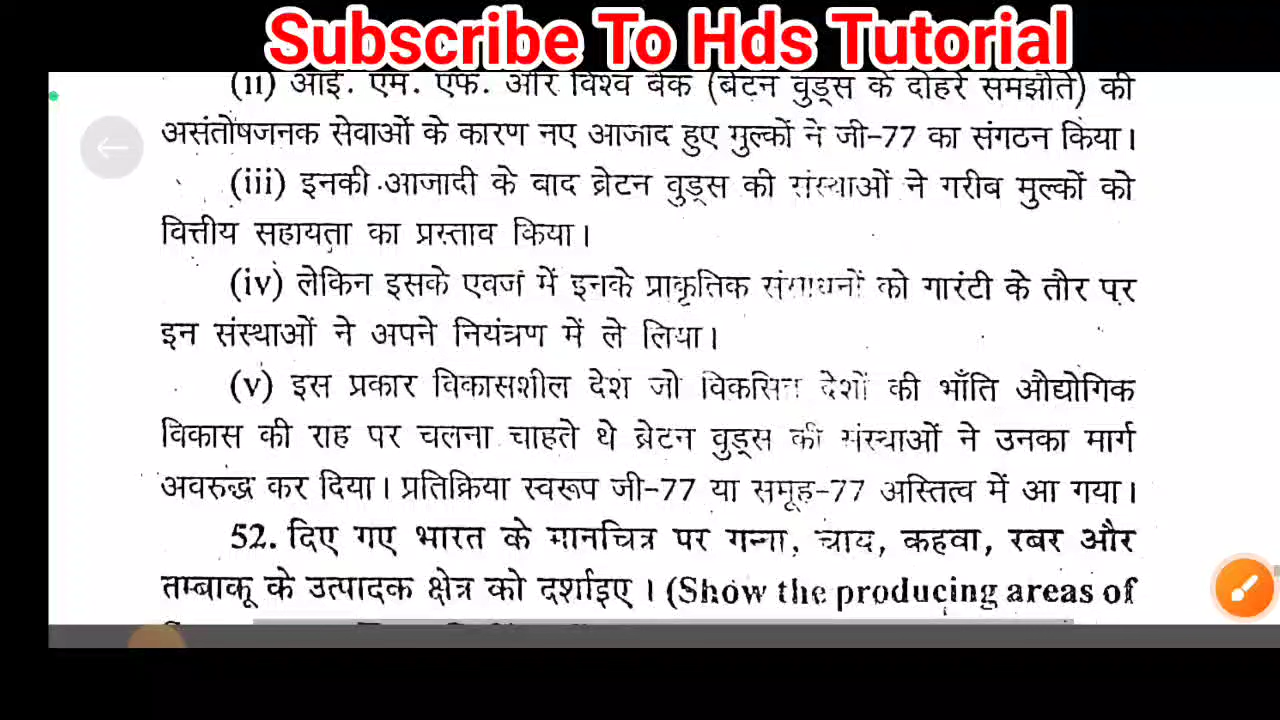 Subscribe To Hds Tutorial
(ii) आई. एम. एफ. और विश्व बैंक (ब्रेटन वुड्स के दोहरे समझौते) की
असंतोषजनक सेवाओं के कारण नए आजाद हुए मुल्कों ने जी-77 का संगठन किया।
(iii) इनकी आजादी के बाद ब्रेटन वुड्स की संस्थाओं ने गरीब मुल्कों को
वित्तीय सहायता का प्रस्ताव किया।
(iv) लेकिन इसके एवज में इनके प्राकृतिक संसाधनों को गारंटी के तौर पर
इन संस्थाओं ने अपने नियंत्रण में ले लिया।
(v) इस प्रकार विकासशील देश जो विकसित देशों की भाँति औद्योगिक
विकास की राह पर चलना चाहते थे ब्रेटन वुड्स की संस्थाओं ने उनका मार्ग
अवरुद्ध कर दिया। प्रतिक्रिया स्वरूप जी-77 या समूह-77 अस्तित्व में आ गया।
52. दिए गए भारत के मानचित्र पर गन्ना, चाय, कहवा, रबर और
तम्बाकू के उत्पादक क्षेत्र को दर्शाइए। (Show the producing areas of